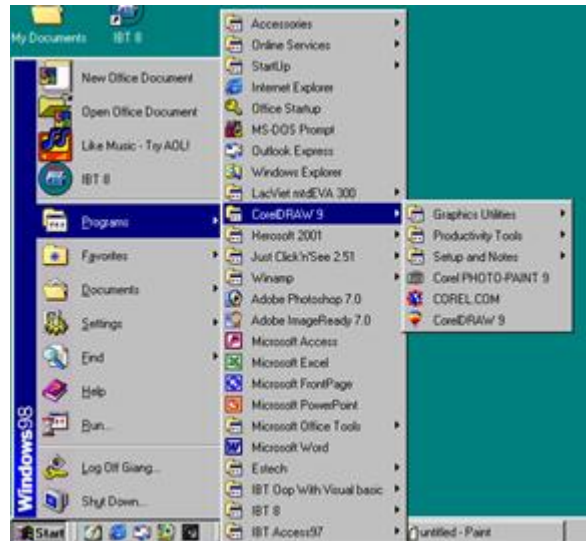 My Documents
IBT 8
New Office Document
Open Office Document
Like Music - Try AOL!
IBT 8
Programs
Favorites
Documents
Settings
Find
Help
Run...
Log Off Giang...
Shut Down...
Windows98
Start
Accessories
Online Services
StartUp
Internet Explorer
Office Startup
MS-DOS Prompt
Outlook Express
Windows Explorer
LacViet mtdEVA 300
CorelDRAW 9
Herosoft 2001
Just Click'n'See 2.51
Winamp
Adobe Photoshop 7.0
Adobe ImageReady 7.0
Microsoft Access
Microsoft Excel
Microsoft FrontPage
Microsoft PowerPoint
Microsoft Office Tools
Microsoft Word
Estech
IBT Oop With Visual basic
IBT 8
IBT Access97
Graphics Utilities
Productivity Tools
Setup and Notes
Corel PHOTO-PAINT 9
COREL.COM
CorelDRAW 9
untitled - Paint